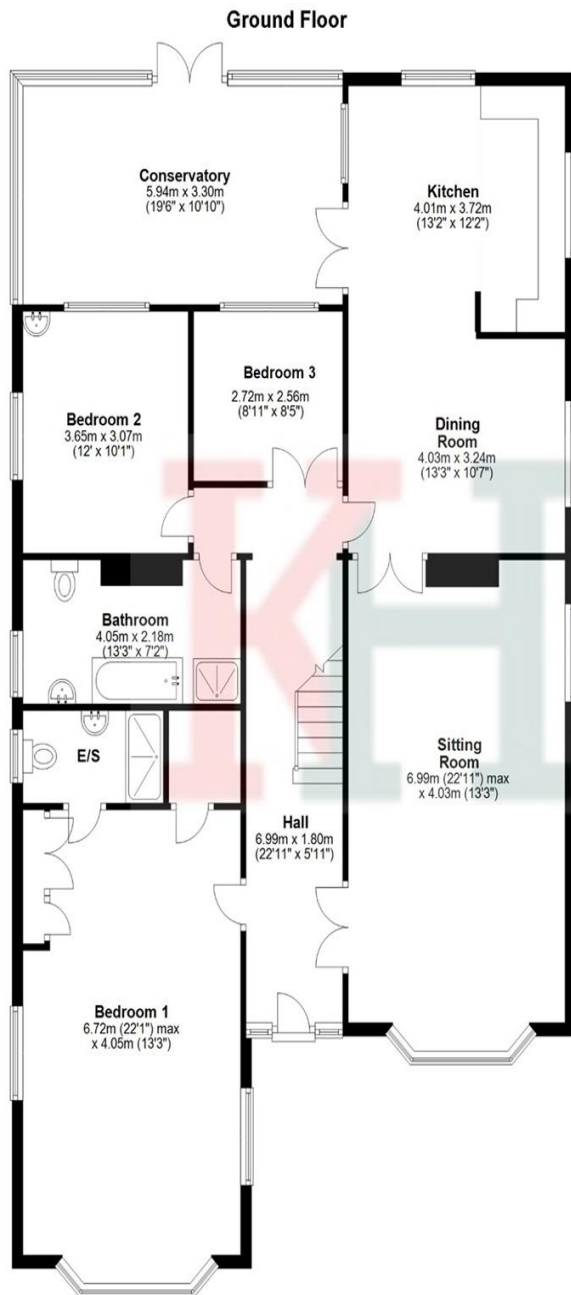 Ground Floor
Conservatory
5.94m x 3.30m
(19'6" x 10'10")
Kitchen
4.01m x 3.72m
(13'2" x 12'2")
Bedroom 3
2.72m x 2.56m
(8'11" x 8'5")
Bedroom 2
3.65m x 3.07m
(12' x 10'1")
Dining
Room
4.03m x 3.24m
(13'3" x 10'7")
Bathroom
4.05m x 2.18m
(13'3" x 7'2")
E/S
Sitting
Room
6.99m (22'11") max
x 4.03m (13'3")
Hall
6.99m x 1.80m
(22'11" x 5'11")
Bedroom 1
6.72m (22'1") max
x 4.05m (13'3")
KH